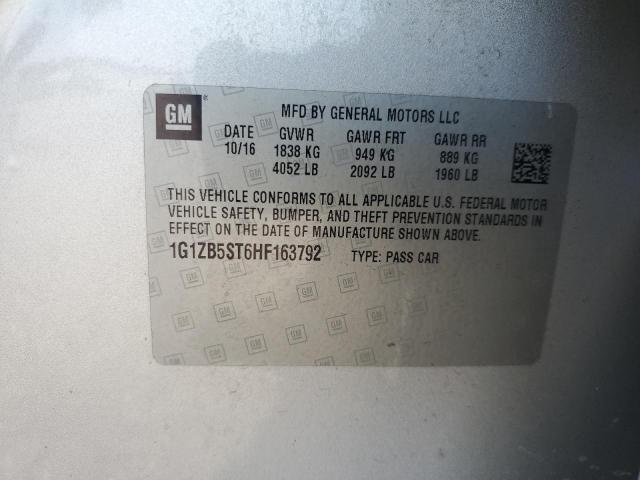 GM
MFD BY GENERAL MOTORS LLC
DATE GVWR GAWR FRT GAWR RR
10/16 1838 KG 949 KG 889 KG
4052 LB 2092 LB 1960 LB
THIS VEHICLE CONFORMS TO ALL APPLICABLE U.S. FEDERAL MOTOR
VEHICLE SAFETY, BUMPER, AND THEFT PREVENTION STANDARDS IN
EFFECT ON THE DATE OF MANUFACTURE SHOWN ABOVE.
1G1ZB5ST6HF163792 TYPE: PASS CAR